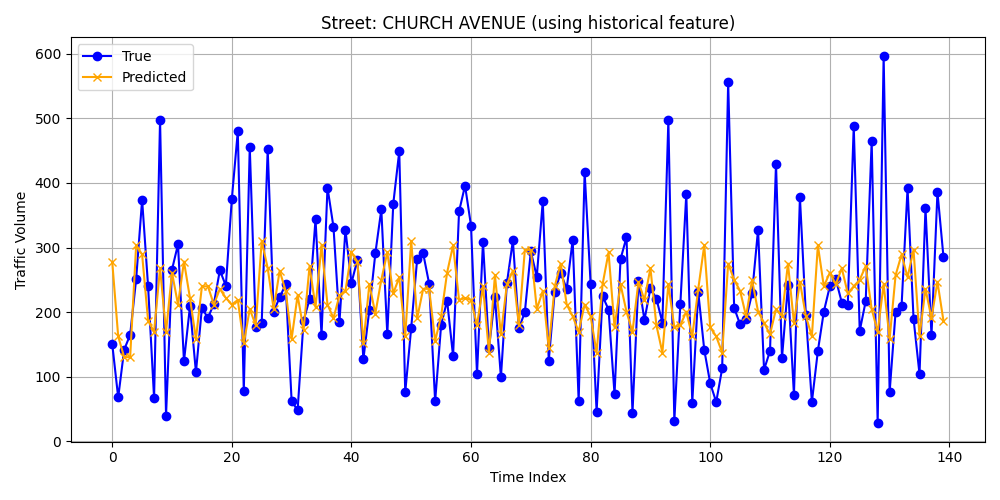 Street: CHURCH AVENUE (using historical feature)
True
Predicted
600
500
400
300
200
100
0
Traffic Volume
0 20 40 60 80 100 120 140
Time Index